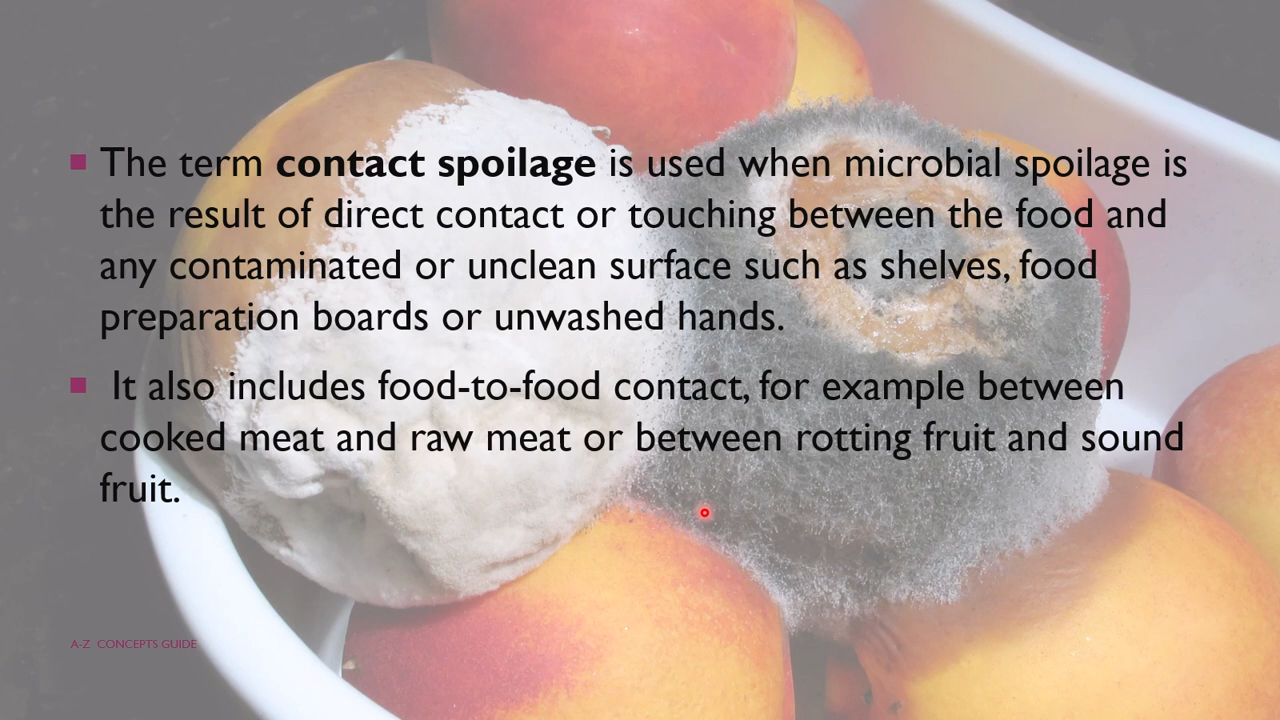 The term contact spoilage is used when microbial spoilage is
the result of direct contact or touching between the food and
any contaminated or unclean surface such as shelves, food
preparation boards or unwashed hands.
It also includes food-to-food contact, for example between
cooked meat and raw meat or between rotting fruit and sound
fruit.
A-Z CONCEPTS GUIDE